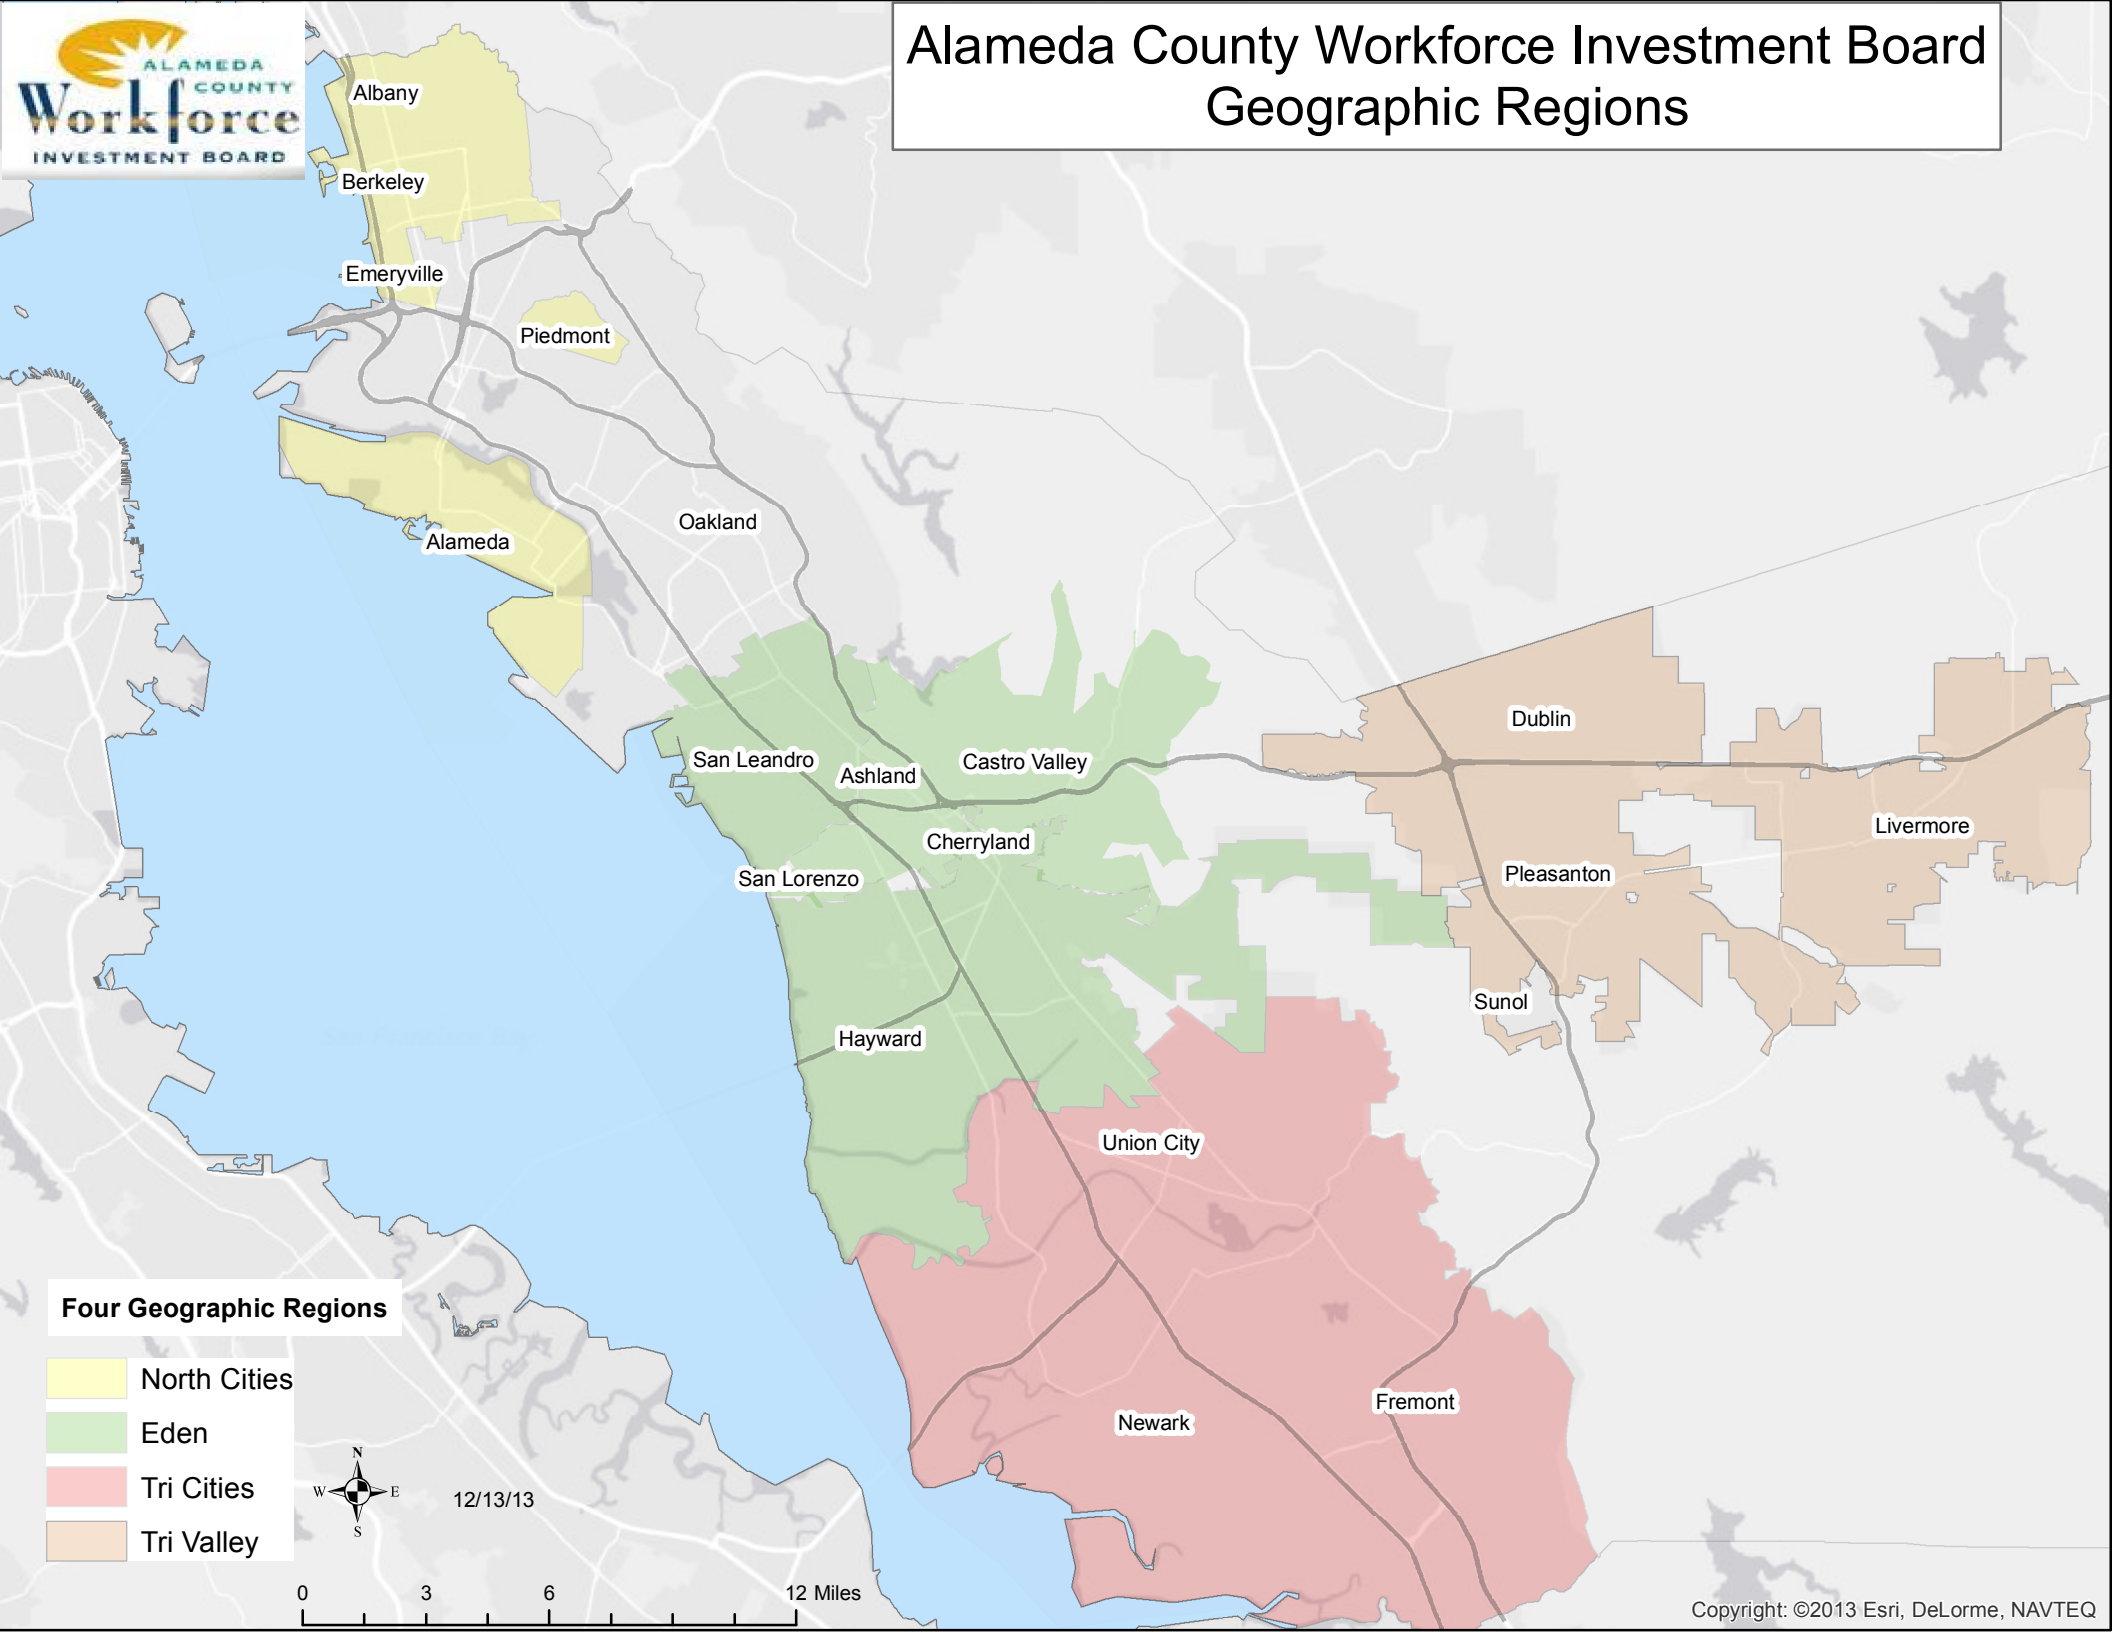 ALAMEDA
COUNTY
Workforce
INVESTMENT BOARD
Alameda County Workforce Investment Board
Geographic Regions
Albany
Berkeley
Emeryville
Piedmont
Oakland
Alameda
Dublin
San Leandro
Ashland
Castro Valley
Livermore
Cherryland
Pleasanton
San Lorenzo
Sunol
Hayward
Union City
Fremont
Newark
Four Geographic Regions
North Cities
Eden
Tri Cities
Tri Valley
N
W
E
S
12/13/13
0 3 6 12 Miles
Copyright: ©2013 Esri, DeLorme, NAVTEQ